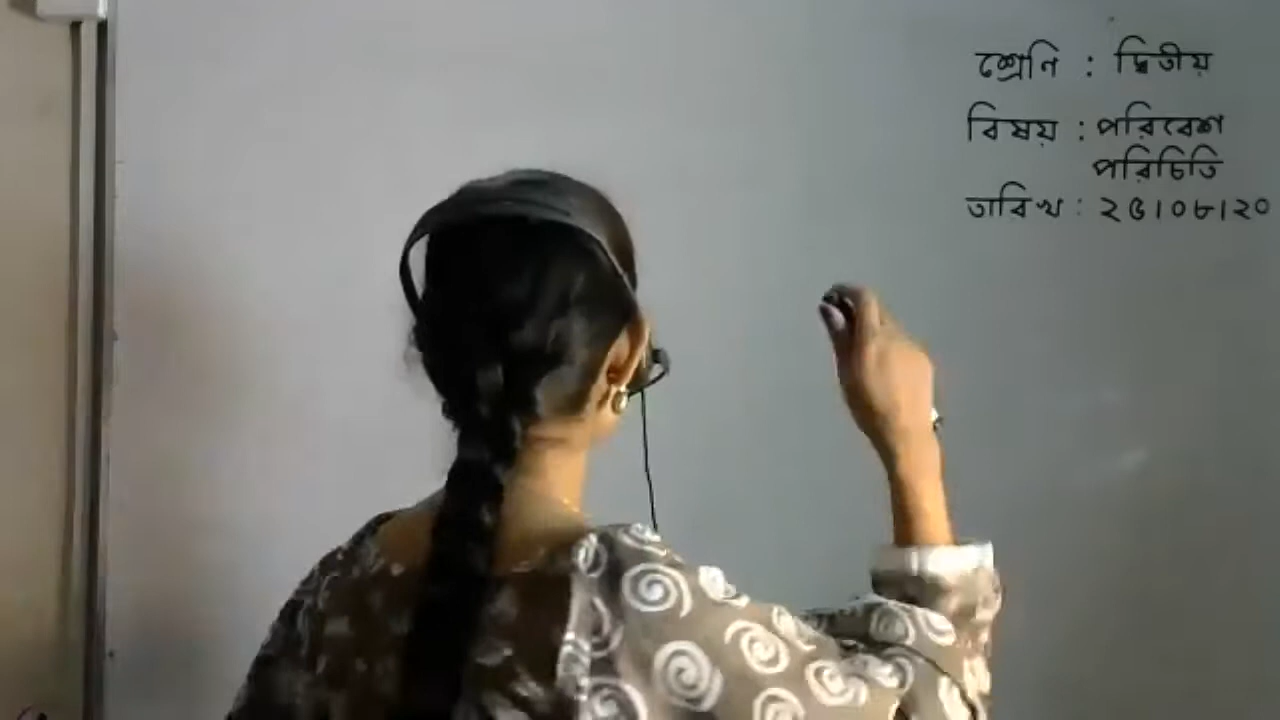 শ্রেনি : দ্বিতীয়
বিষয় : পরিবেশ
পরিচিতি
তারিখ : ২৫।০৮।২০